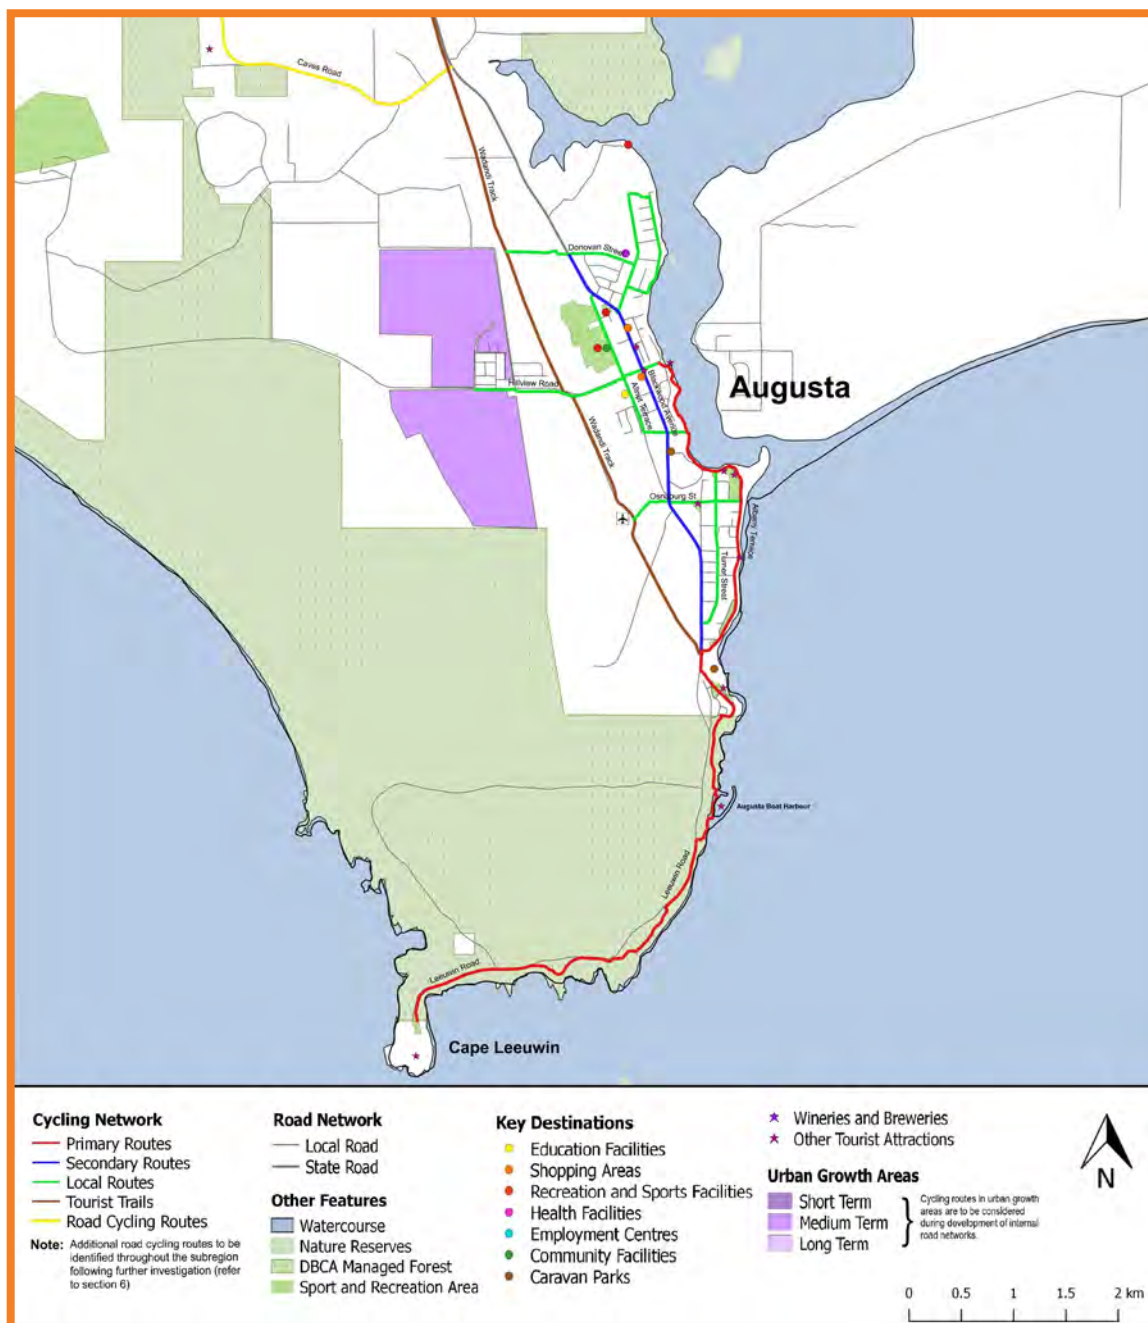 Caves Road
Wadandi Track
Donovan Street
Augusta
Hillview Road
Blackwood Avenue
Allnut Terrace
Wadandi Track
Osnaburg St
Albany Terrace
Turner Street
Augusta Boat Harbour
Leeuwin Road
Leeuwin Road
Cape Leeuwin
Cycling Network
Primary Routes
Secondary Routes
Local Routes
Tourist Trails
Road Cycling Routes
Note: Additional road cycling routes to be
identified throughout the subregion
following further investigation (refer
to section 6)
Road Network
Local Road
State Road
Other Features
Watercourse
Nature Reserves
DBCA Managed Forest
Sport and Recreation Area
Key Destinations
Education Facilities
Shopping Areas
Recreation and Sports Facilities
Health Facilities
Employment Centres
Community Facilities
Caravan Parks
Wineries and Breweries
Other Tourist Attractions
Urban Growth Areas
Short Term
Medium Term
Long Term
Cycling routes in urban growth
areas are to be considered
during development of internal
road networks.
N
0 0.5 1 1.5 2 km